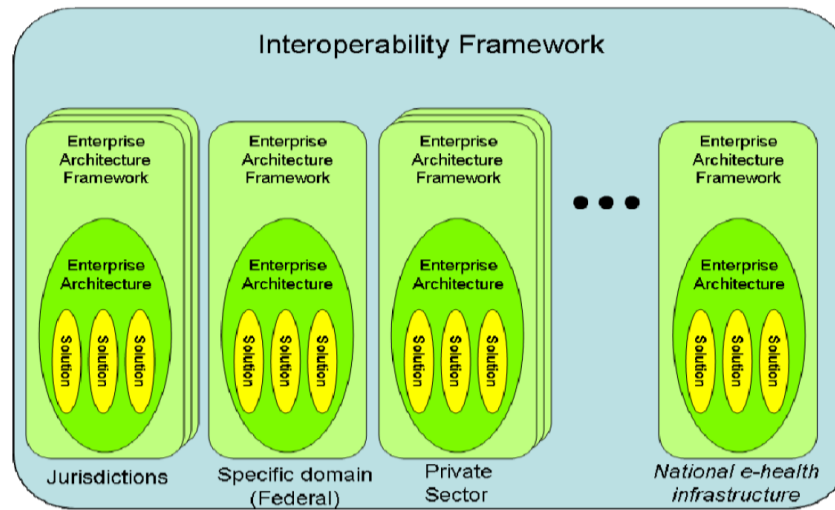 Interoperability Framework
Enterprise
Architecture
Framework
Enterprise
Architecture
Solution
Solution
Solution
Jurisdictions
Enterprise
Architecture
Framework
Enterprise
Architecture
Solution
Solution
Solution
Specific domain
(Federal)
Enterprise
Architecture
Framework
Enterprise
Architecture
Solution
Solution
Solution
Private
Sector
Enterprise
Architecture
Framework
Enterprise
Architecture
Solution
Solution
Solution
National e-health
infrastructure